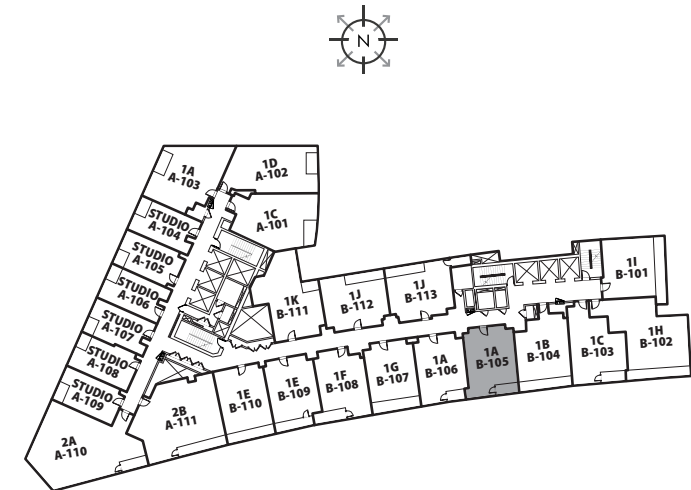 N
1D
A-102
1A
A-103
1C
A-101
STUDIO
A-104
STUDIO
A-105
STUDIO
A-106
STUDIO
A-107
STUDIO
A-108
STUDIO
A-109
2A
A-110
2B
A-111
1K
B-111
1J
B-112
1J
B-113
1I
B-101
1E
B-110
1E
B-109
1F
B-108
1G
B-107
1A
B-106
1A
B-105
1B
B-104
1C
B-103
1H
B-102